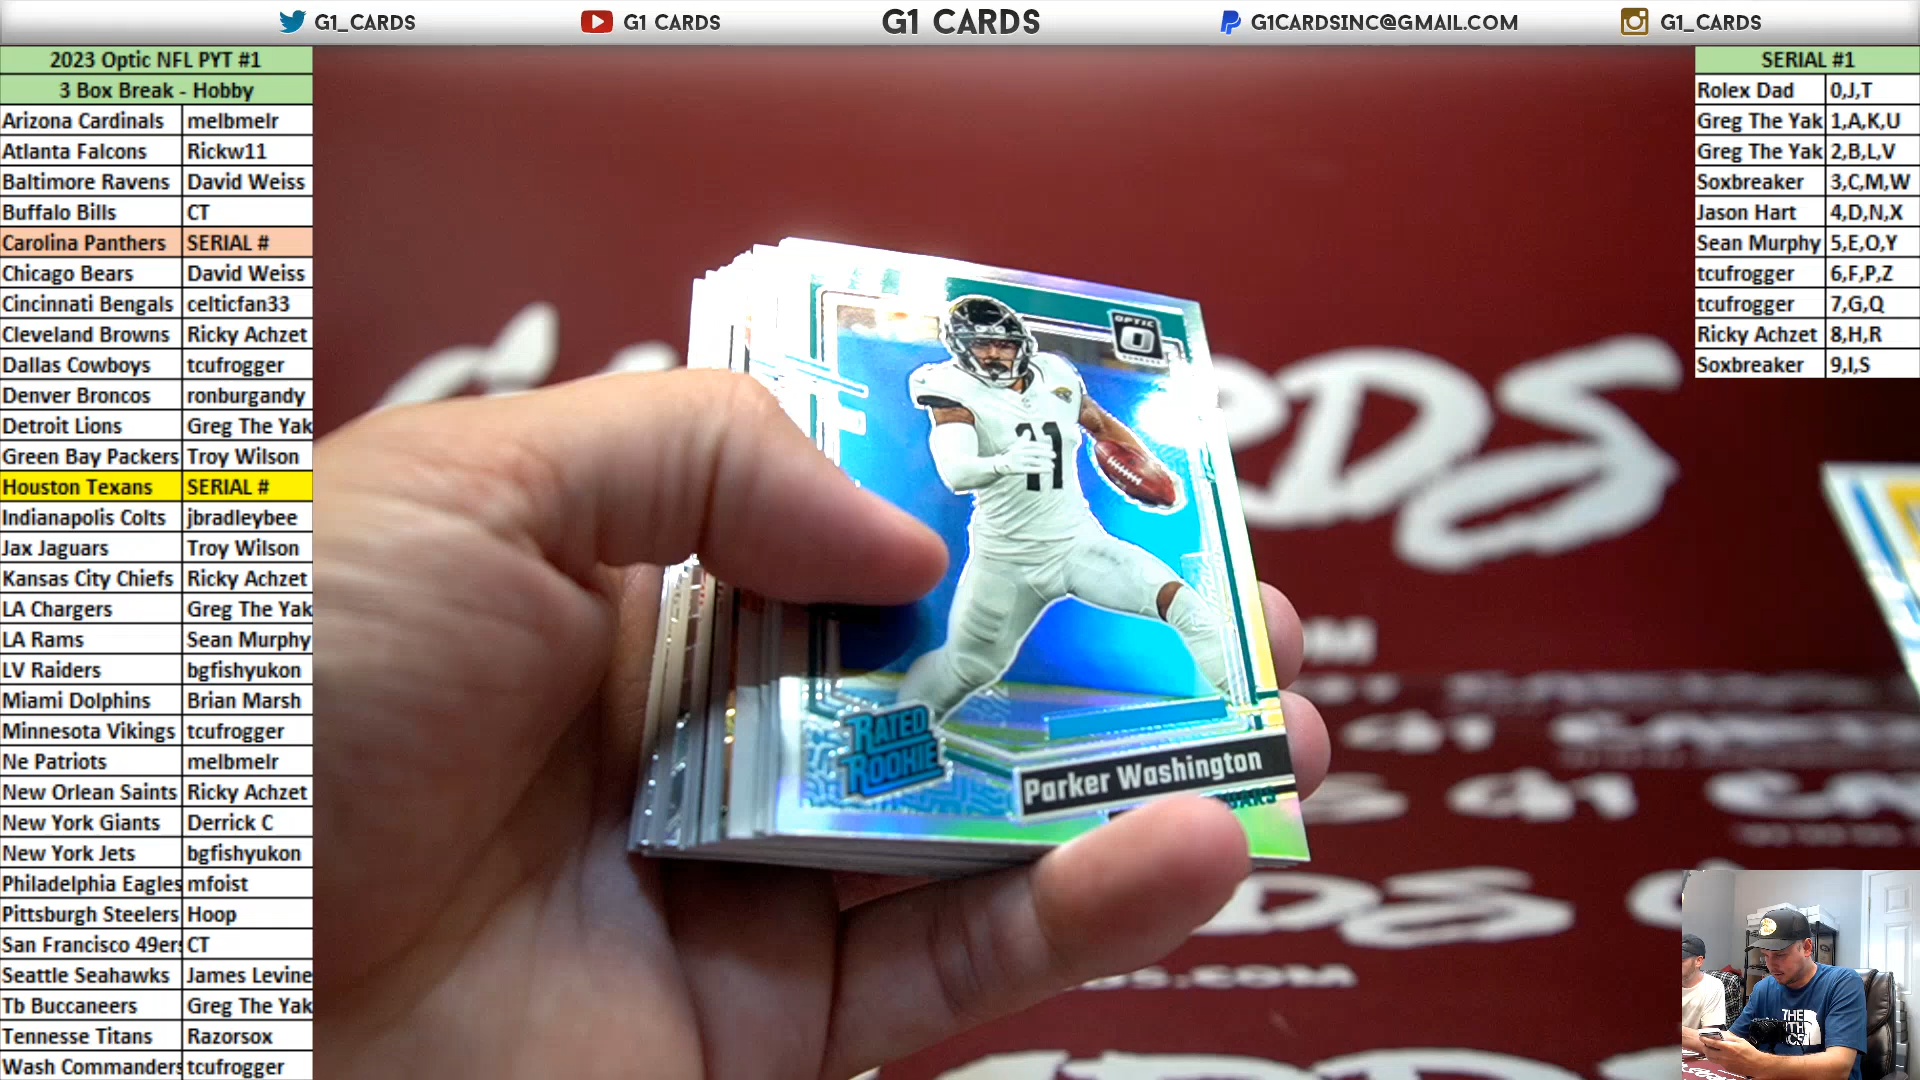 G1_CARDS G1 CARDS G1 CARDS G1CARDSINC@GMAIL.COM G1_CARDS
2023 Optic NFL PYT #1
3 Box Break - Hobby
Arizona Cardinals melbmelr
Atlanta Falcons Rickw11
Baltimore Ravens David Weiss
Buffalo Bills CT
Carolina Panthers SERIAL #
Chicago Bears David Weiss
Cincinnati Bengals celticfan33
Cleveland Browns Ricky Achzet
Dallas Cowboys tcufrogger
Denver Broncos ronburgandy
Detroit Lions Greg The Yak
Green Bay Packers Troy Wilson
Houston Texans SERIAL #
Indianapolis Colts jbradleybee
Jax Jaguars Troy Wilson
Kansas City Chiefs Ricky Achzet
LA Chargers Greg The Yak
LA Rams Sean Murphy
LV Raiders bgfishyukon
Miami Dolphins Brian Marsh
Minnesota Vikings tcufrogger
Ne Patriots melbmelr
New Orlean Saints Ricky Achzet
New York Giants Derrick C
New York Jets bgfishyukon
Philadelphia Eagles mfoist
Pittsburgh Steelers Hoop
San Francisco 49ers CT
Seattle Seahawks James Levine
Tb Buccaneers Greg The Yak
Tennesse Titans Razorsox
Wash Commanders tcufrogger
SERIAL #1
Rolex Dad 0,J,T
Greg The Yak 1,A,K,U
Greg The Yak 2,B,L,V
Soxbreaker 3,C,M,W
Jason Hart 4,D,N,X
Sean Murphy 5,E,O,Y
tcufrogger 6,F,P,Z
tcufrogger 7,G,Q
Ricky Achzet 8,H,R
Soxbreaker 9,I,S
OPTIC
11
RATED
ROOKIE
Parker Washington
THE